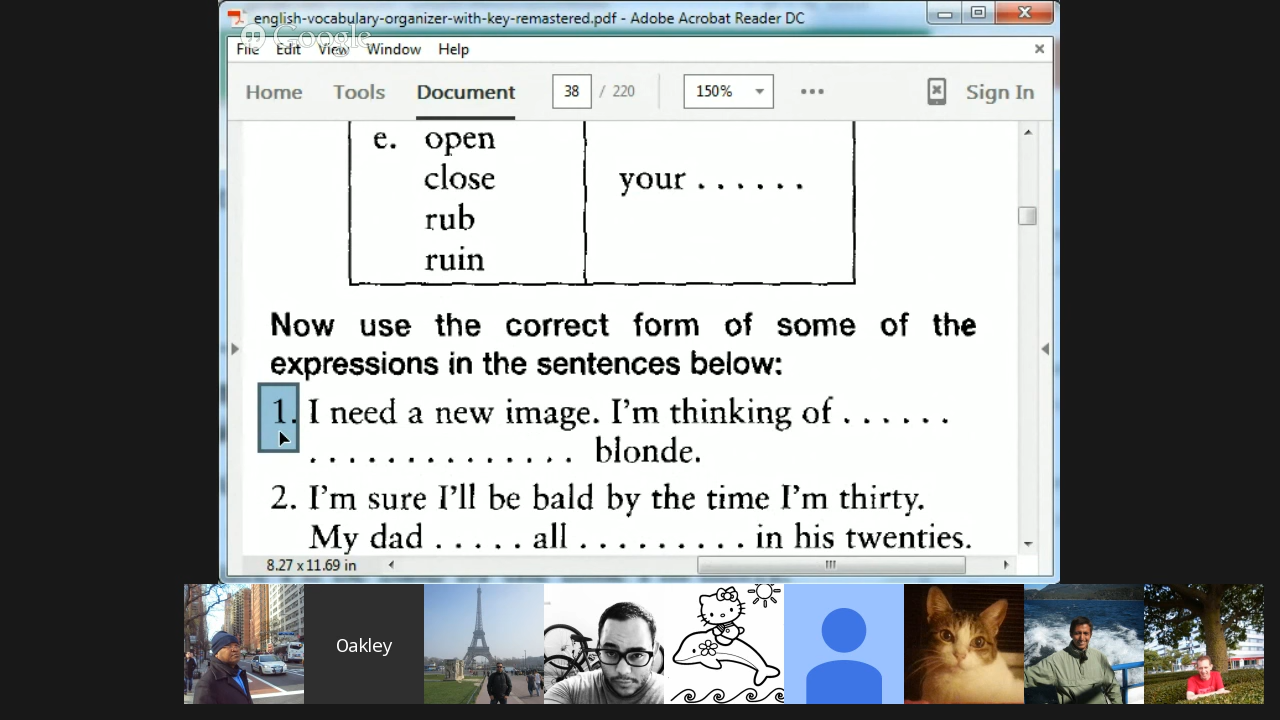 english-vocabulary-organizer-with-key-remastered.pdf - Adobe Acrobat Reader DC
Google
File Edit View Window Help
Home Tools Document 38 / 220 150% ••• Sign In
e. open
close
your . . . . . .
rub
ruin
Now use the correct form of some of the
expressions in the sentences below:
1. I need a new image. I'm thinking of . . . . . .
. . . . . . . . . . . . . . blonde.
2. I'm sure I'll be bald by the time I'm thirty.
My dad . . . . . all . . . . . . . . . in his twenties.
8.27 x 11.69 in
Oakley